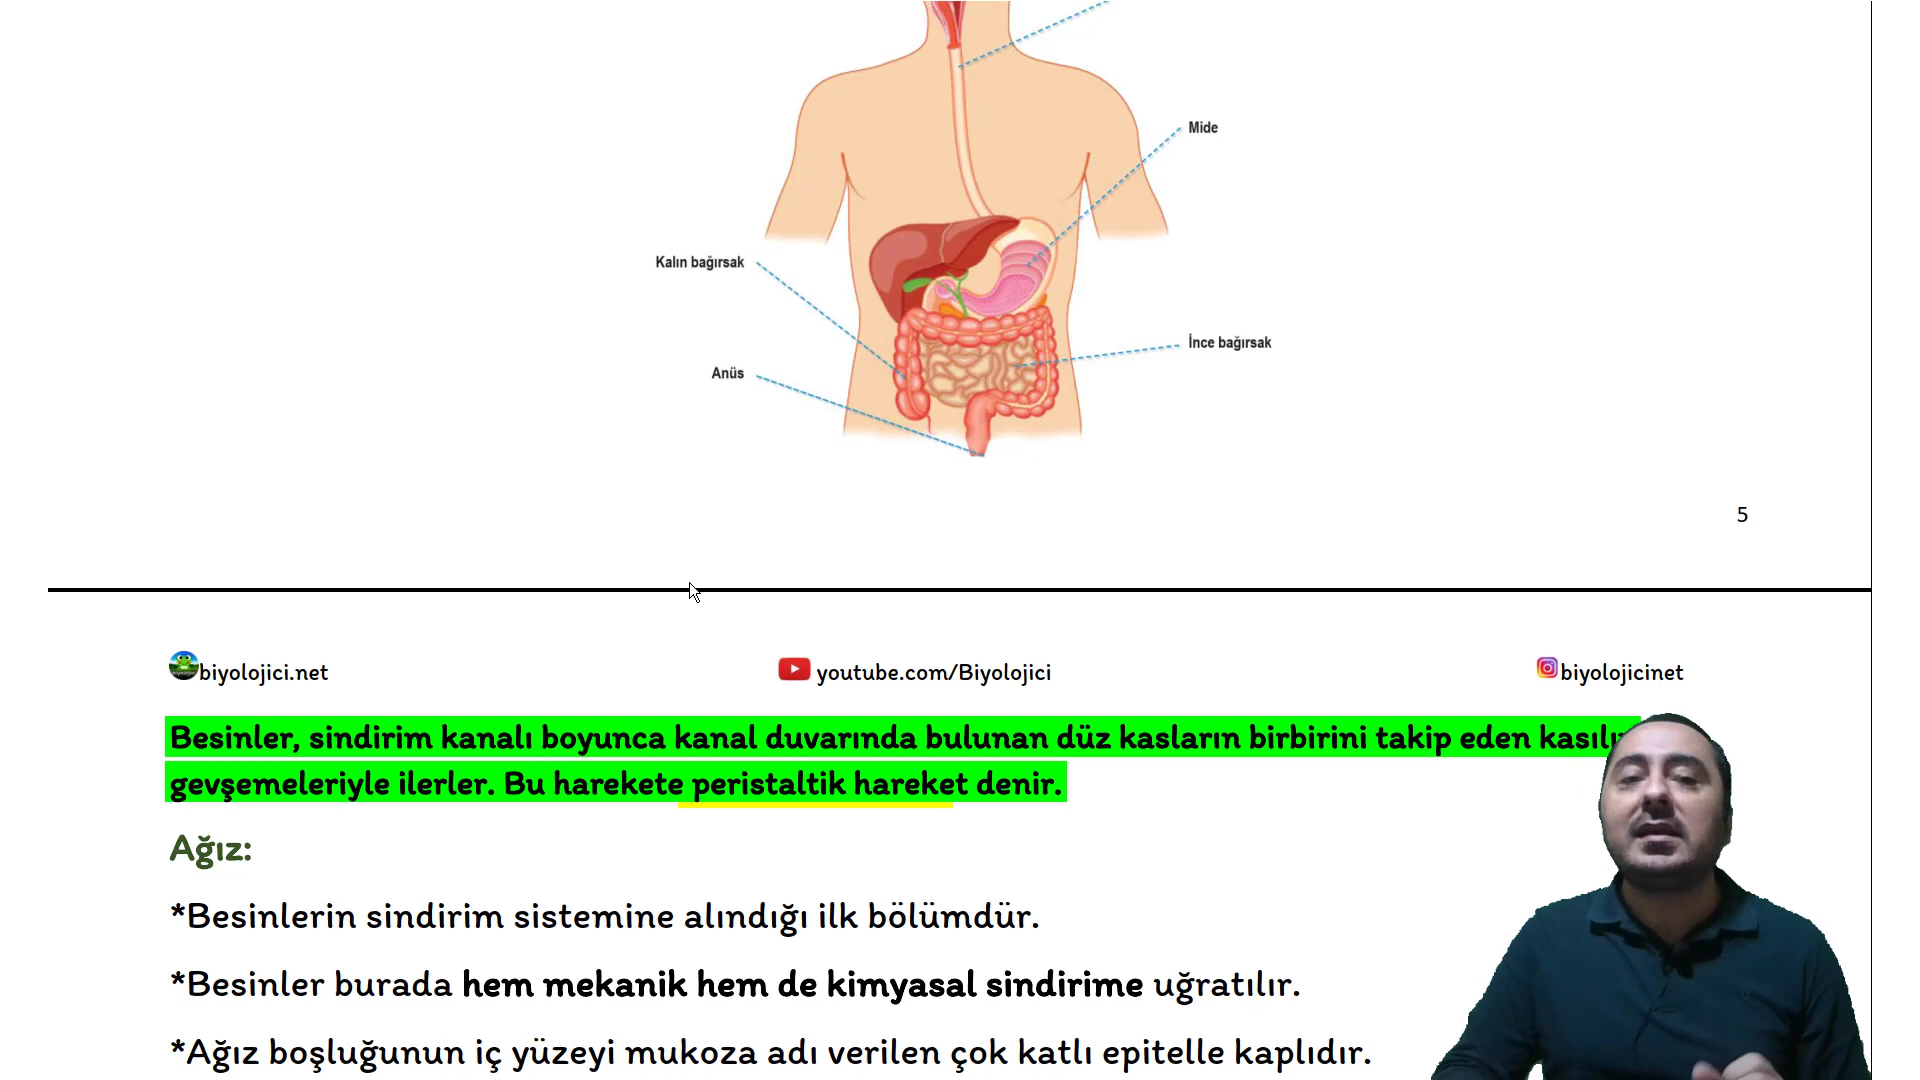 Mide
Kalın bağırsak
İnce bağırsak
Anüs
5
biyolojici.net youtube.com/Biyolojici biyolojicinet
Besinler, sindirim kanalı boyunca kanal duvarında bulunan düz kasların birbirini takip eden
gevşemeleriyle ilerler. Bu harekete peristaltik hareket denir.
Ağız:
*Besinlerin sindirim sistemine alındığı ilk bölümdür.
*Besinler burada hem mekanik hem de kimyasal sindirime uğratılır.
*Ağız boşluğunun iç yüzeyi mukoza adı verilen çok katlı epitelle kaplıdır.